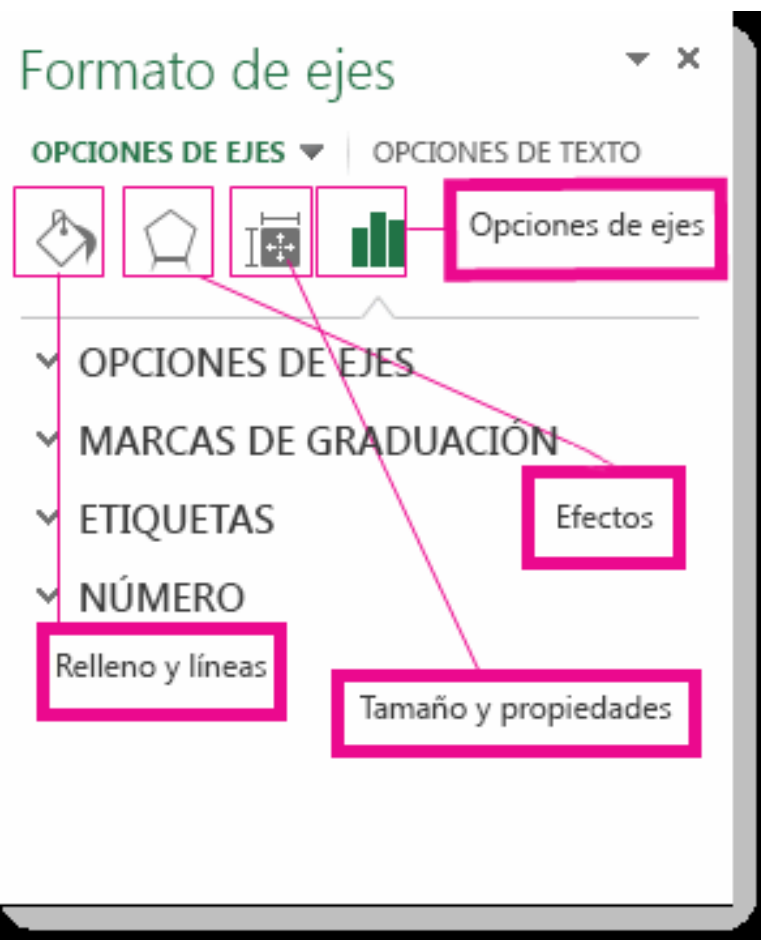 Formato de ejes
OPCIONES DE EJES
OPCIONES DE TEXTO
Opciones de ejes
OPCIONES DE EJES
MARCAS DE GRADUACIÓN
Efectos
ETIQUETAS
NÚMERO
Relleno y líneas
Tamaño y propiedades